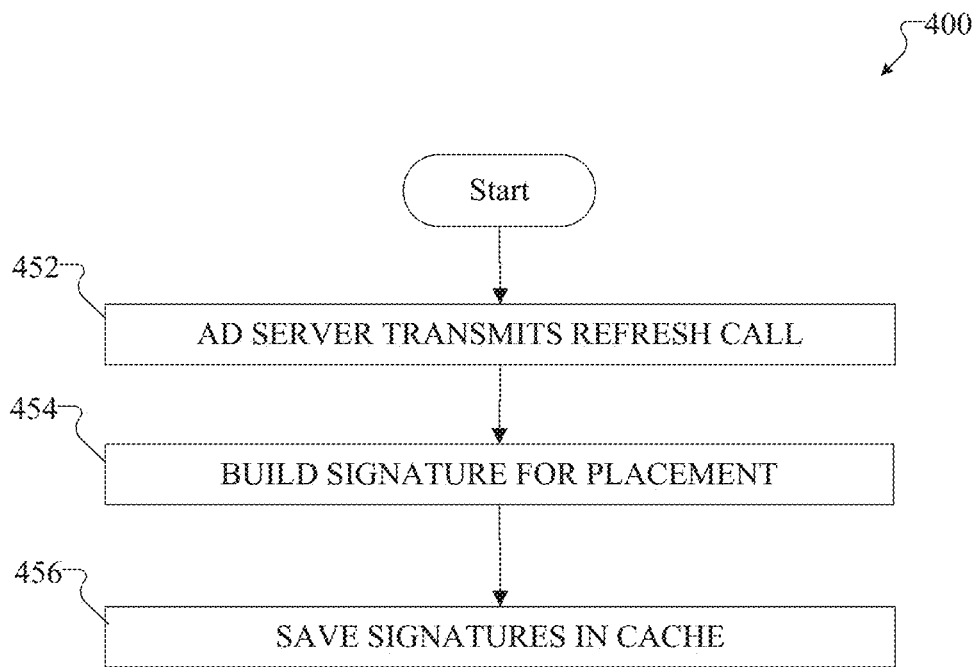 400
Start
452
AD SERVER TRANSMITS REFRESH CALL
454
BUILD SIGNATURE FOR PLACEMENT
456
SAVE SIGNATURES IN CACHE